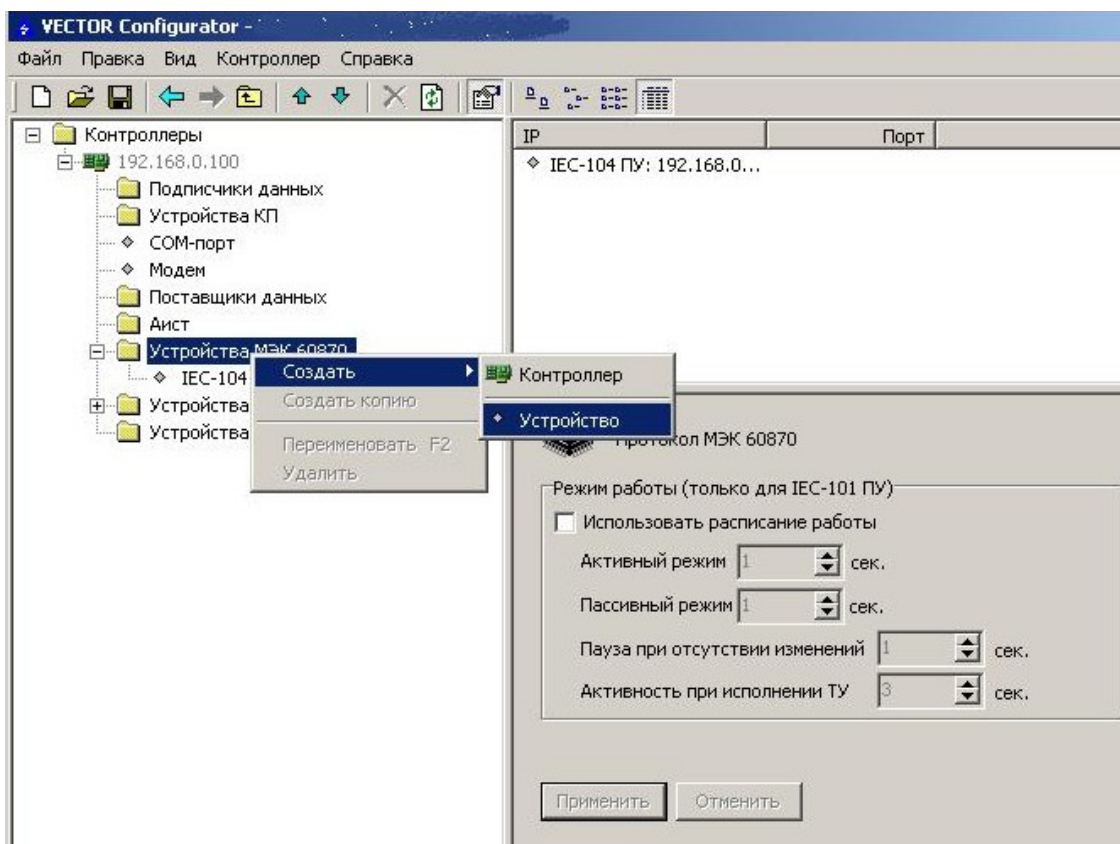 VECTOR Configurator -
Файл Правка Вид Контроллер Справка
Контроллеры
192.168.0.100
Подписчики данных
Устройства КП
COM-порт
Модем
Поставщики данных
Аист
Устройства МЭК 60870
IEC-104
Устройства
Устройства
Создать
Создать копию
Переименовать F2
Удалить
Контроллер
Устройство
IP Порт
IEC-104 ПУ: 192.168.0...
Протокол МЭК 60870
Режим работы (только для IEC-101 ПУ)
Использовать расписание работы
Активный режим 1 сек.
Пассивный режим 1 сек.
Пауза при отсутствии изменений 1 сек.
Активность при исполнении ТУ 3 сек.
Применить Отменить